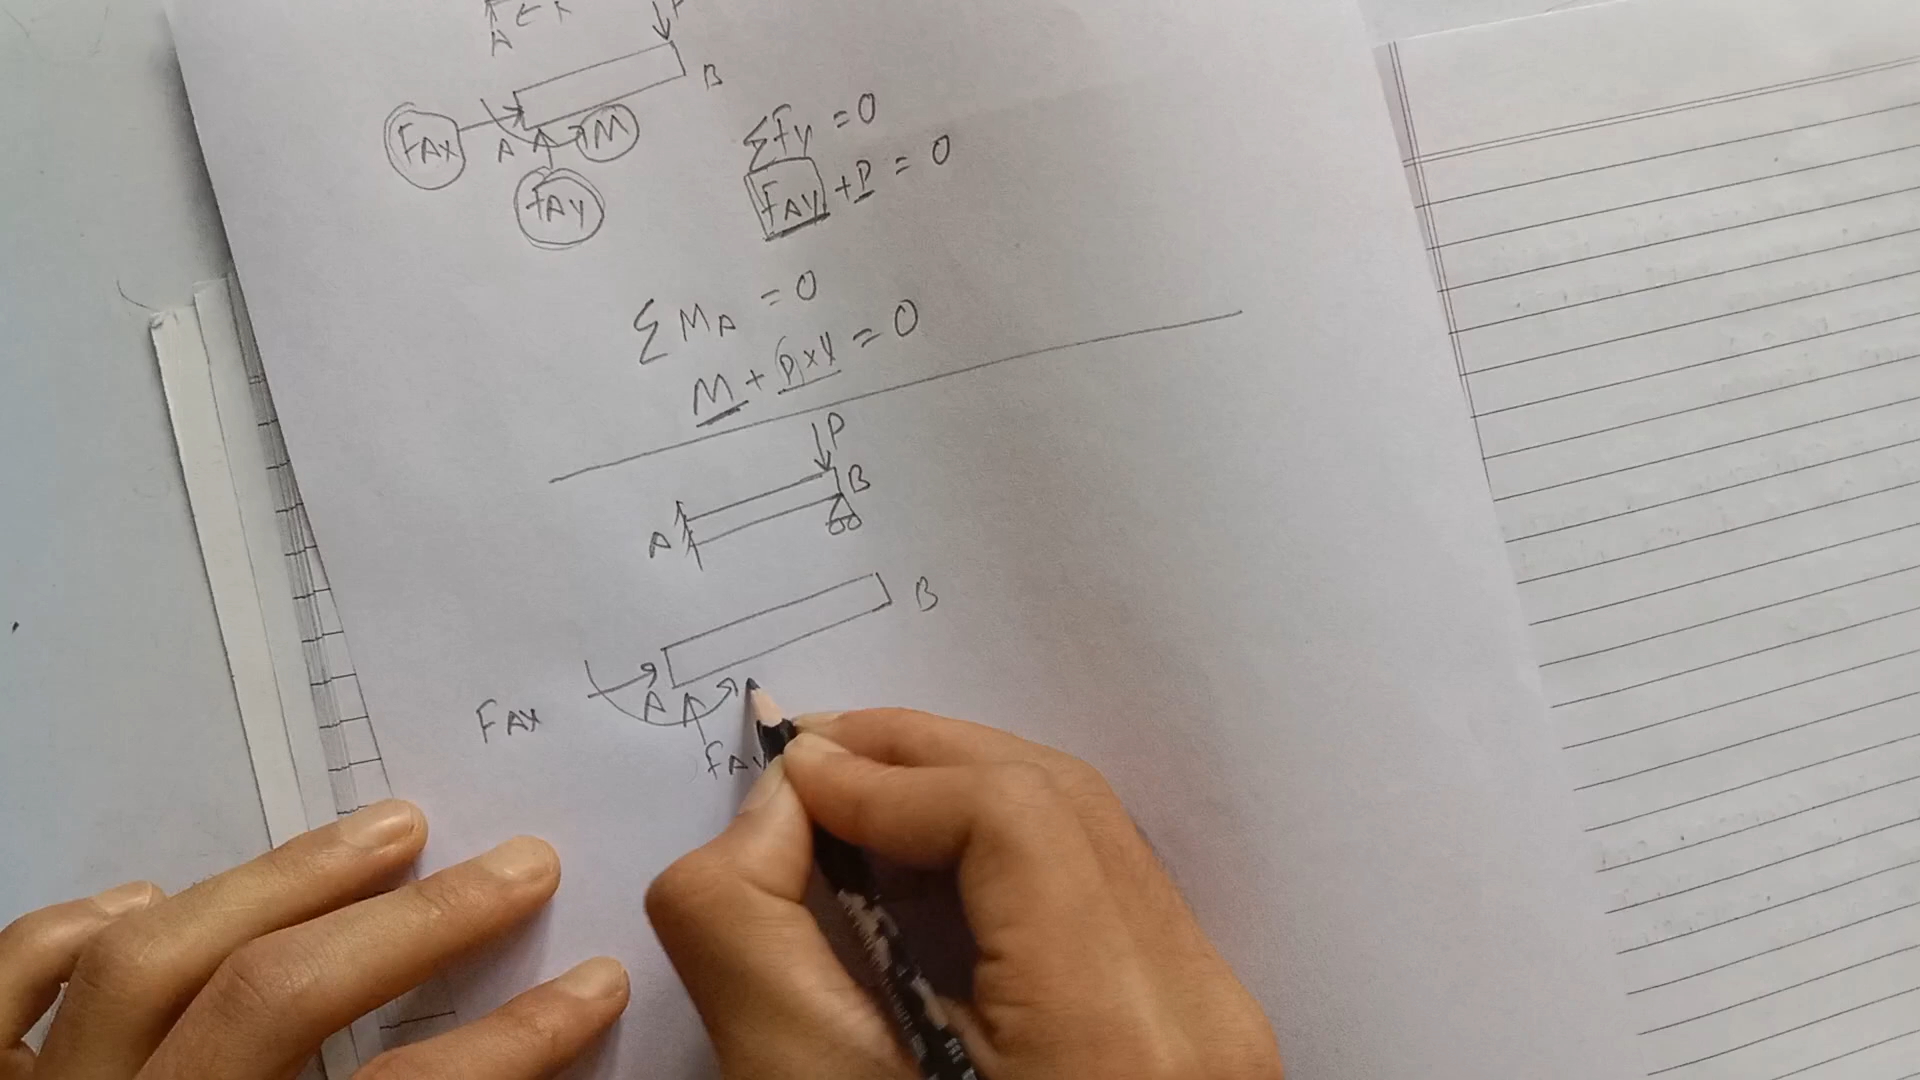 A
P
B
FAx
A
M
FAY
ΣFy = 0
FAY + P = 0
ΣMA = 0
M + P x Y = 0
P
B
A
B
A
FAX
FAY